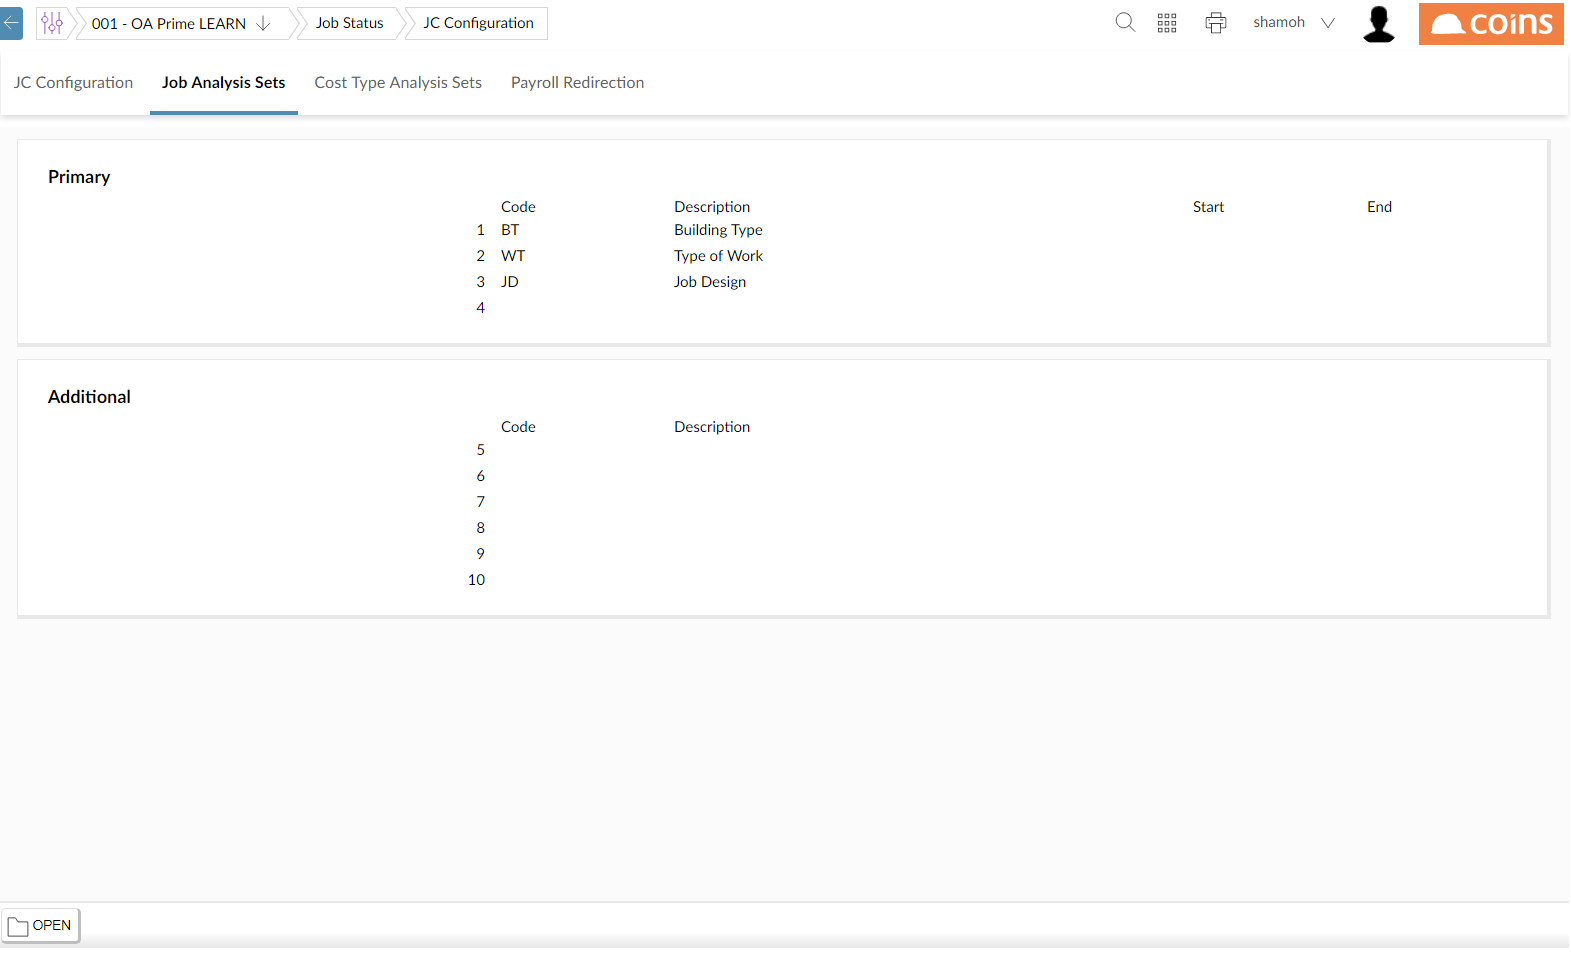 001 - OA Prime LEARN
Job Status
JC Configuration
shamoh
coins
JC Configuration
Job Analysis Sets
Cost Type Analysis Sets
Payroll Redirection
Primary
Code Description Start End
1 BT Building Type
2 WT Type of Work
3 JD Job Design
4
Additional
Code Description
5
6
7
8
9
10
OPEN